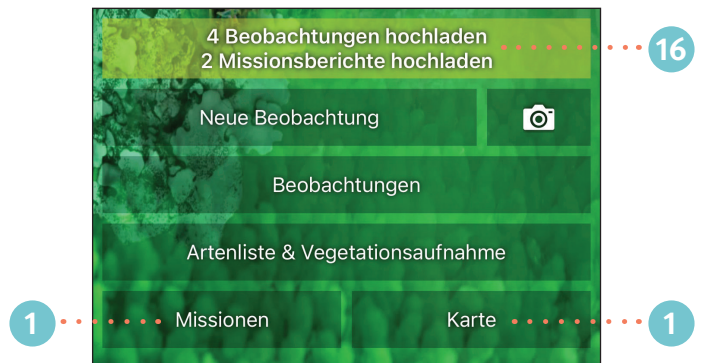 4 Beobachtungen hochladen
2 Missionsberichte hochladen
16
Neue Beobachtung
Beobachtungen
Artenliste & Vegetationsaufnahme
1
Missionen
Karte
1